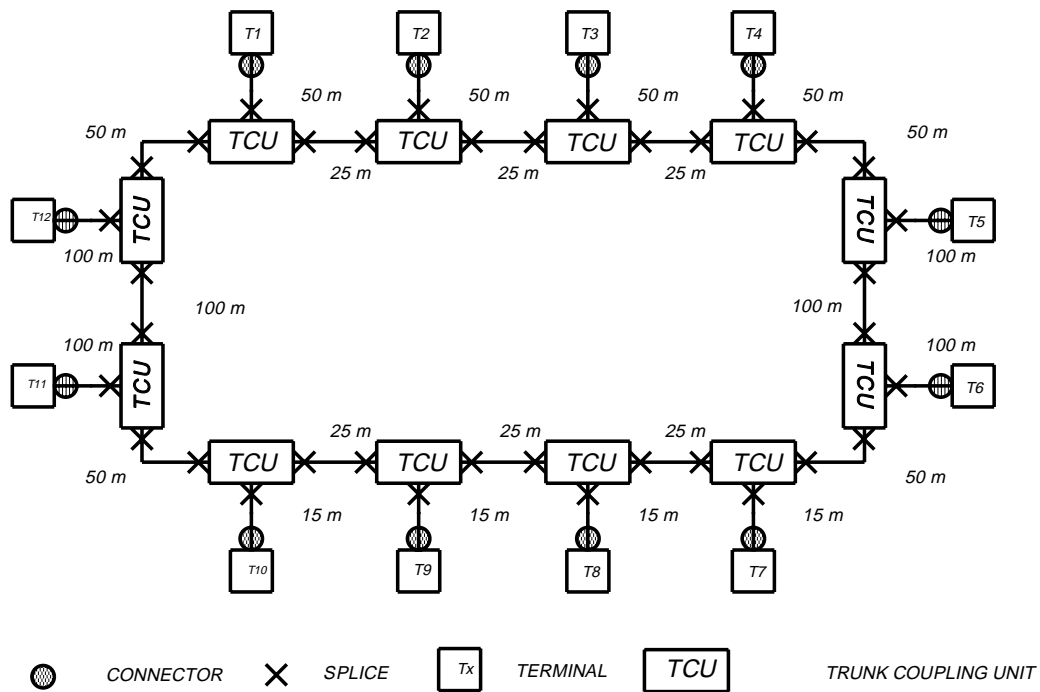 T1 T2 T3 T4
50 m 50 m 50 m 50 m
50 m TCU TCU TCU TCU 50 m
25 m 25 m 25 m
T12 TCU TCU T5
100 m 100 m
100 m 100 m
100 m 100 m
T11 TCU TCU T6
25 m 25 m 25 m
TCU TCU TCU TCU
50 m 50 m
15 m 15 m 15 m 15 m
T10 T9 T8 T7
CONNECTOR SPLICE Tx TERMINAL TCU TRUNK COUPLING UNIT